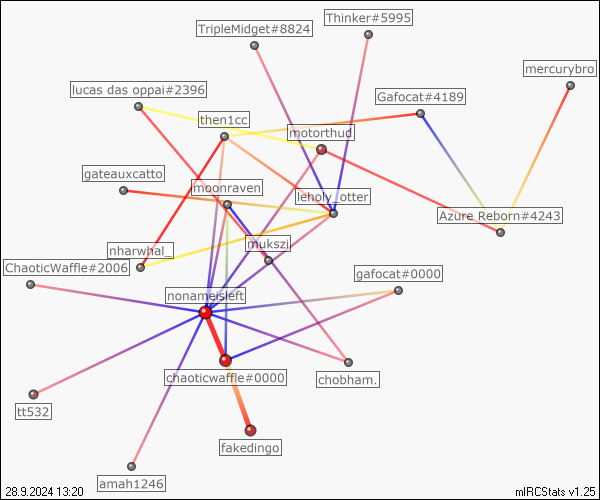 TripleMidget#8824
Thinker#5995
mercurybro
lucas das oppai#2396
Gafocat#4189
then1cc
motorthud
gateauxcatto
moonraven
leholy_otter
Azure Reborn#4243
nharwhal_
mukszi
ChaoticWaffle#2006
gafocat#0000
nonameisleft
chaoticwaffle#0000
chobham.
tt532
fakedingo
amah1246
28.9.2024 13:20
mIRCStats v1.25